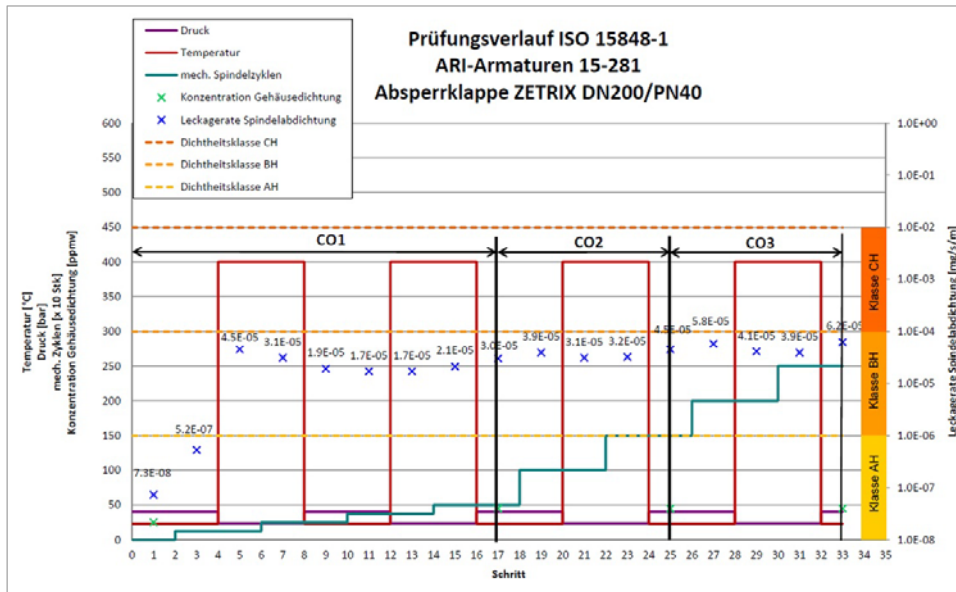 Druck
Temperatur
mech. Spindelzyklen
Konzentration Gehäusedichtung
Leckagerate Spindelabdichtung
Dichtheitsklasse CH
Dichtheitsklasse BH
Dichtheitsklasse AH
Prüfungsverlauf ISO 15848-1
ARI-Armaturen 15-281
Absperrklappe ZETRIX DN200/PN40
600
550
500
450
400
350
300
250
200
150
100
50
0
Temperatur [°C]
Druck [bar]
mech. Zyklen [x 10 Stk]
Konzentration Gehäusedichtung [ppmv]
CO1
CO2
CO3
7.3E-08
5.2E-07
4.5E-05
3.1E-05
1.9E-05
1.7E-05
1.7E-05
2.1E-05
3.0E-05
3.9E-05
3.1E-05
3.2E-05
4.5E-05
5.8E-05
4.1E-05
3.9E-05
6.2E-05
Klasse CH
Klasse BH
Klasse AH
1.0E+00
1.0E-01
1.0E-02
1.0E-03
1.0E-04
1.0E-05
1.0E-06
1.0E-07
1.0E-08
Leckagerate Spindelabdichtung [mg/s/m]
0 1 2 3 4 5 6 7 8 9 10 11 12 13 14 15 16 17 18 19 20 21 22 23 24 25 26 27 28 29 30 31 32 33 34 35
Schritt